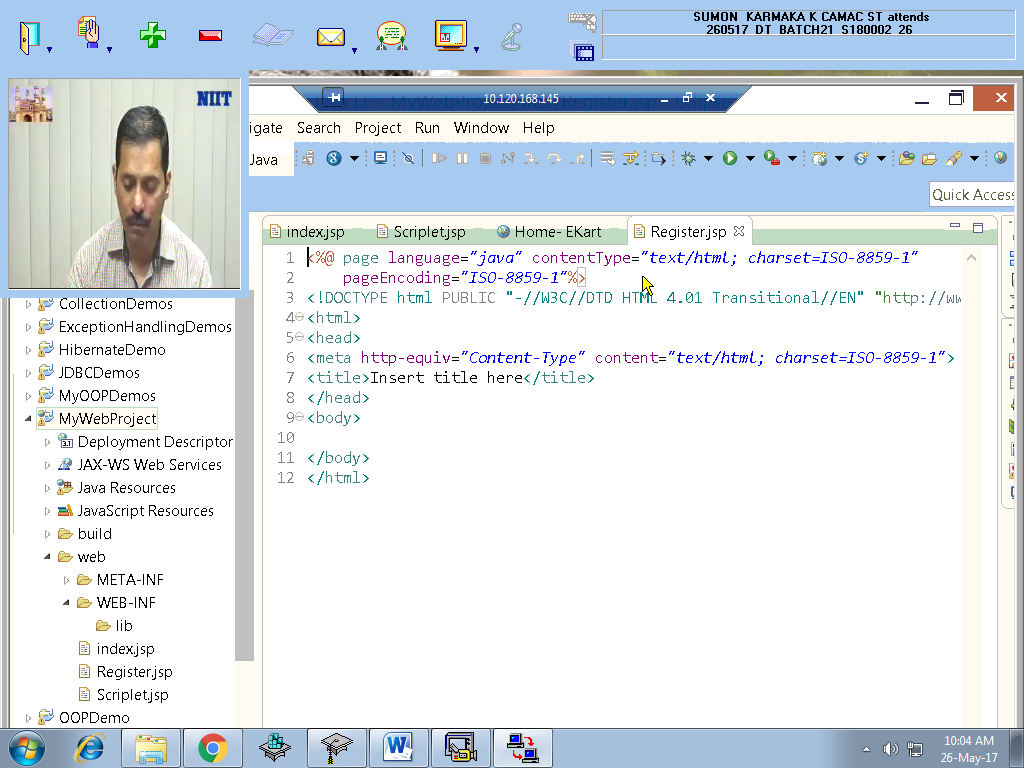 SUMON KARMAKA K CAMAC ST attends
260517_DT_BATCH21_S180002_26
NIIT
10.120.168.145
igate Search Project Run Window Help
Java
Quick Access
index.jsp Scriplet.jsp Home- EKart Register.jsp
1 <%@ page language="java" contentType="text/html; charset=ISO-8859-1"
2 pageEncoding="ISO-8859-1"%>
3 <!DOCTYPE html PUBLIC "-//W3C//DTD HTML 4.01 Transitional//EN" "http://ww
4 <html>
5 <head>
6 <meta http-equiv="Content-Type" content="text/html; charset=ISO-8859-1">
7 <title>Insert title here</title>
8 </head>
9 <body>
10
11 </body>
12 </html>
CollectionDemos
ExceptionHandlingDemos
HibernateDemo
JDBCDemos
MyOOPDemos
MyWebProject
Deployment Descriptor
JAX-WS Web Services
Java Resources
JavaScript Resources
build
web
META-INF
WEB-INF
lib
index.jsp
Register.jsp
Scriplet.jsp
OOPDemo
10:04 AM
26-May-17